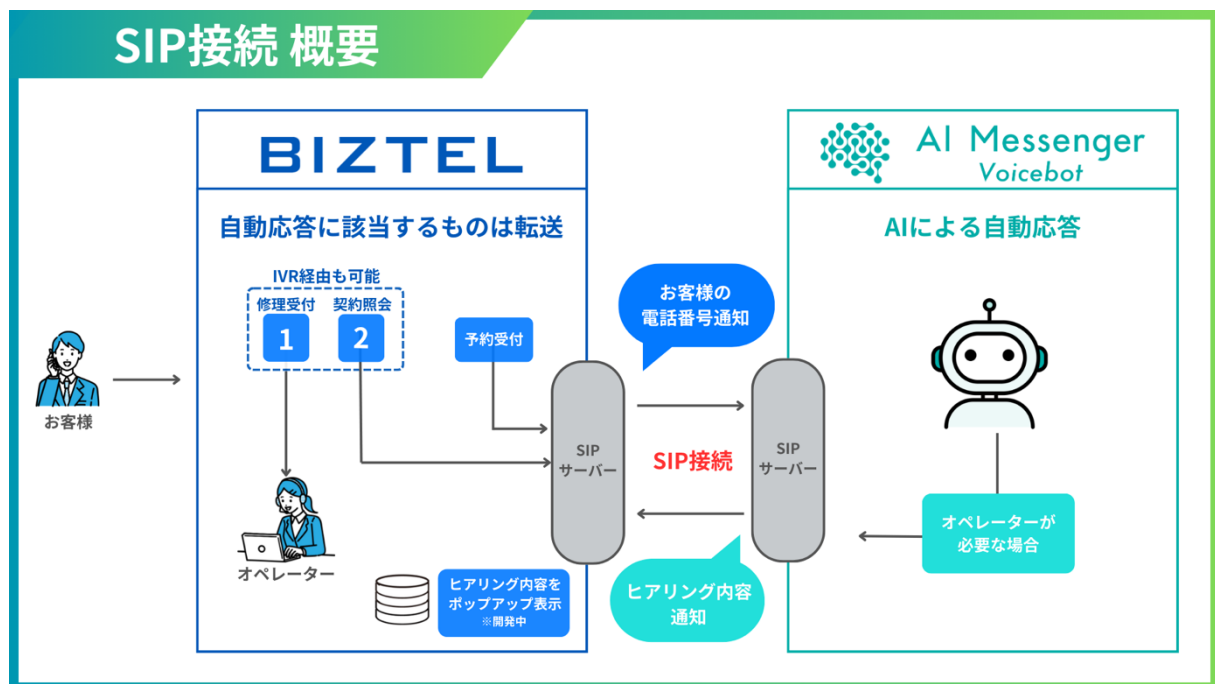 SIP接続 概要
BIZTEL
自動応答に該当するものは転送
IVR経由も可能
修理受付 契約照会
1 2
予約受付
お客様
オペレーター
SIP
サーバー
ヒアリング内容を
ポップアップ表示
※開発中
お客様の
電話番号通知
SIP接続
ヒアリング内容
通知
AI Messenger
Voicebot
AIによる自動応答
SIP
サーバー
オペレーターが
必要な場合